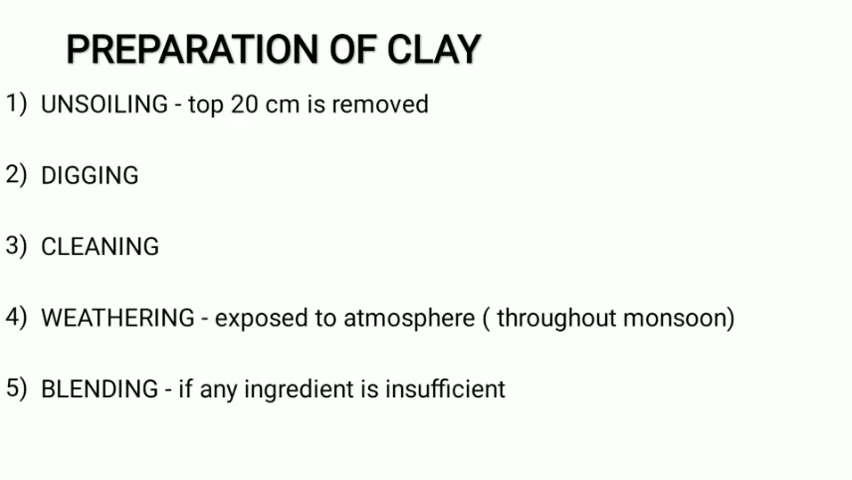 PREPARATION OF CLAY
1) UNSOILING - top 20 cm is removed
2) DIGGING
3) CLEANING
4) WEATHERING - exposed to atmosphere ( throughout monsoon)
5) BLENDING - if any ingredient is insufficient